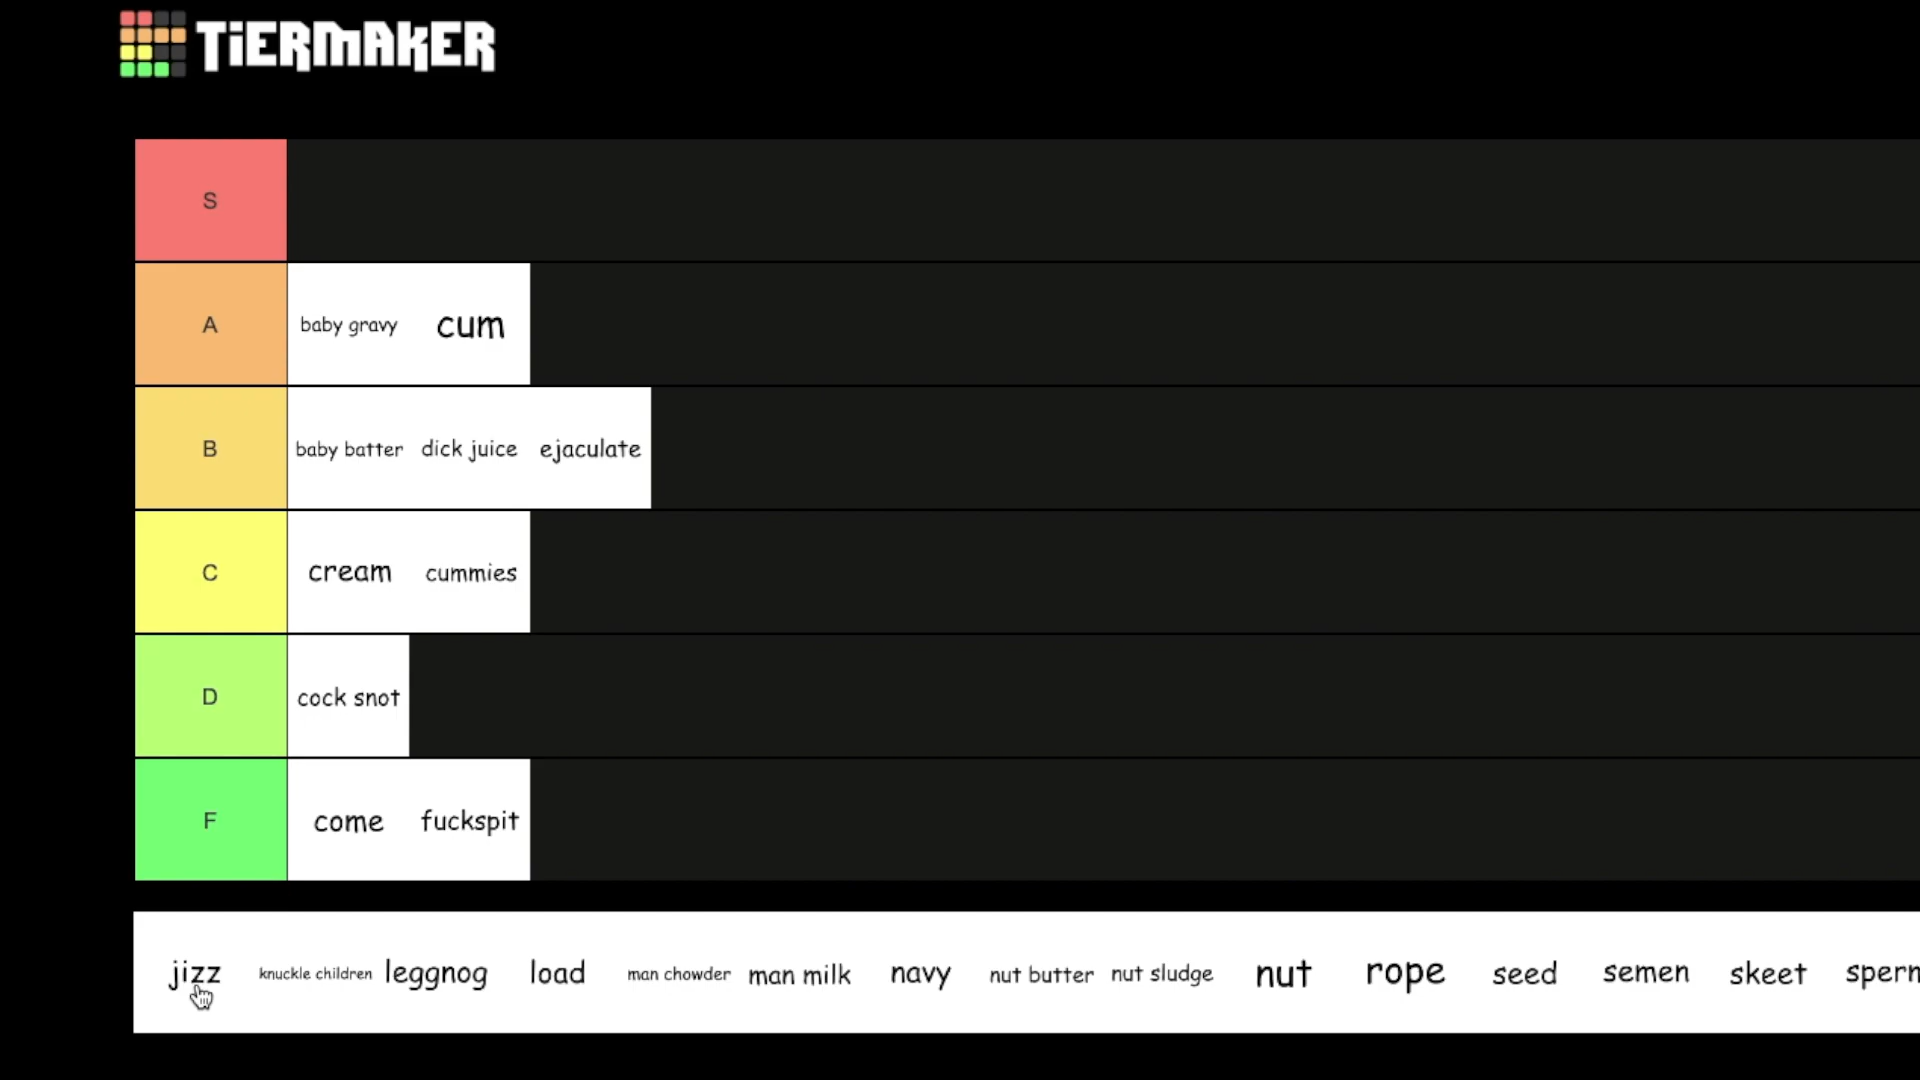 TiERMAKER
S
A
baby gravy cum
B
baby batter dick juice ejaculate
C
cream cummies
D
cock snot
F
come fuckspit
jizz knuckle children leggnog load man chowder man milk navy nut butter nut sludge nut rope seed semen skeet sperm